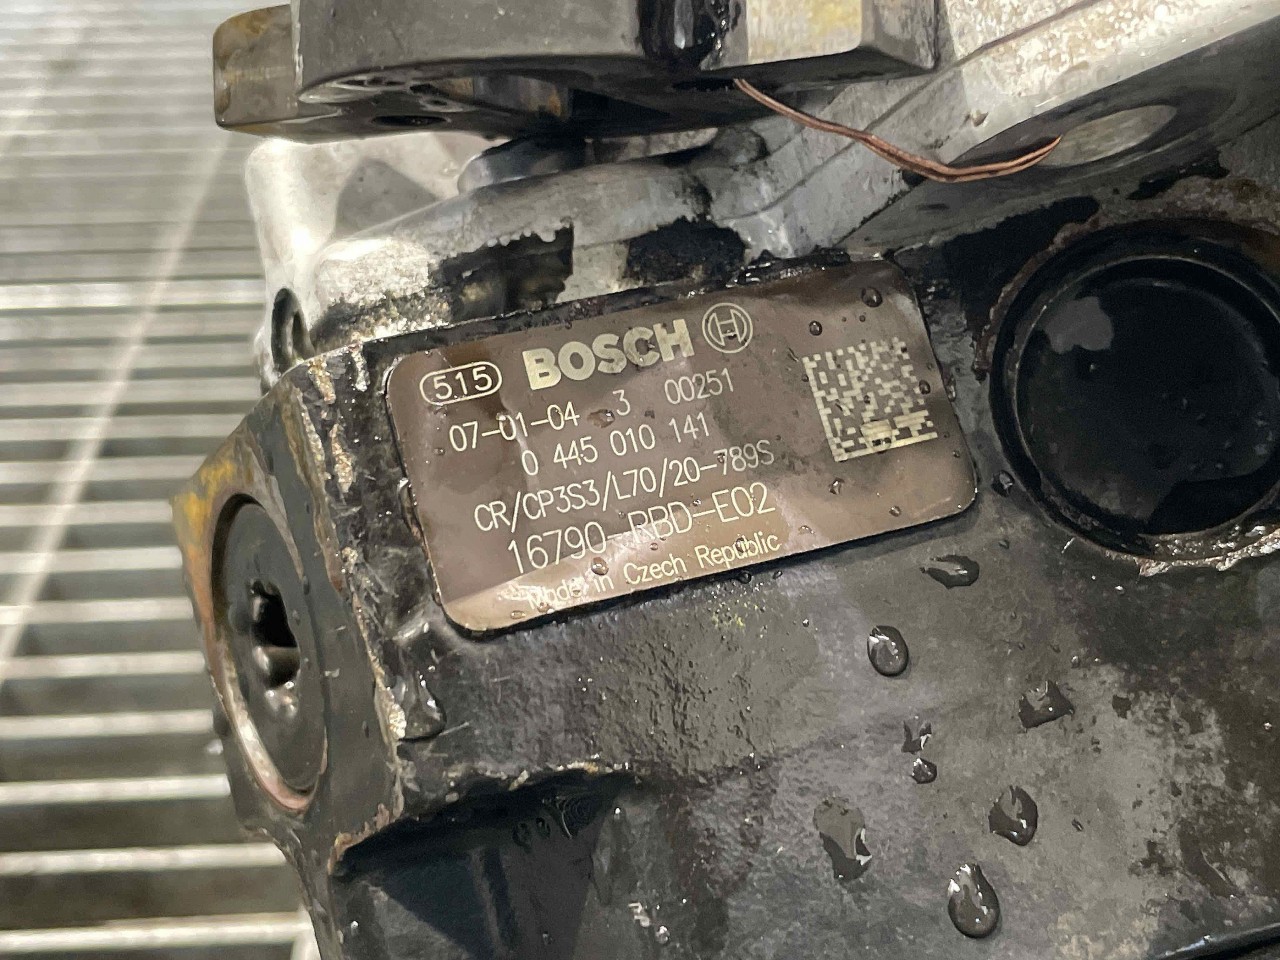 515 BOSCH
07-01-04 3 00251
0 445 010 141
CR/CP3S3/L70/20-789S
16790-RBD-E02
Made in Czech Republic